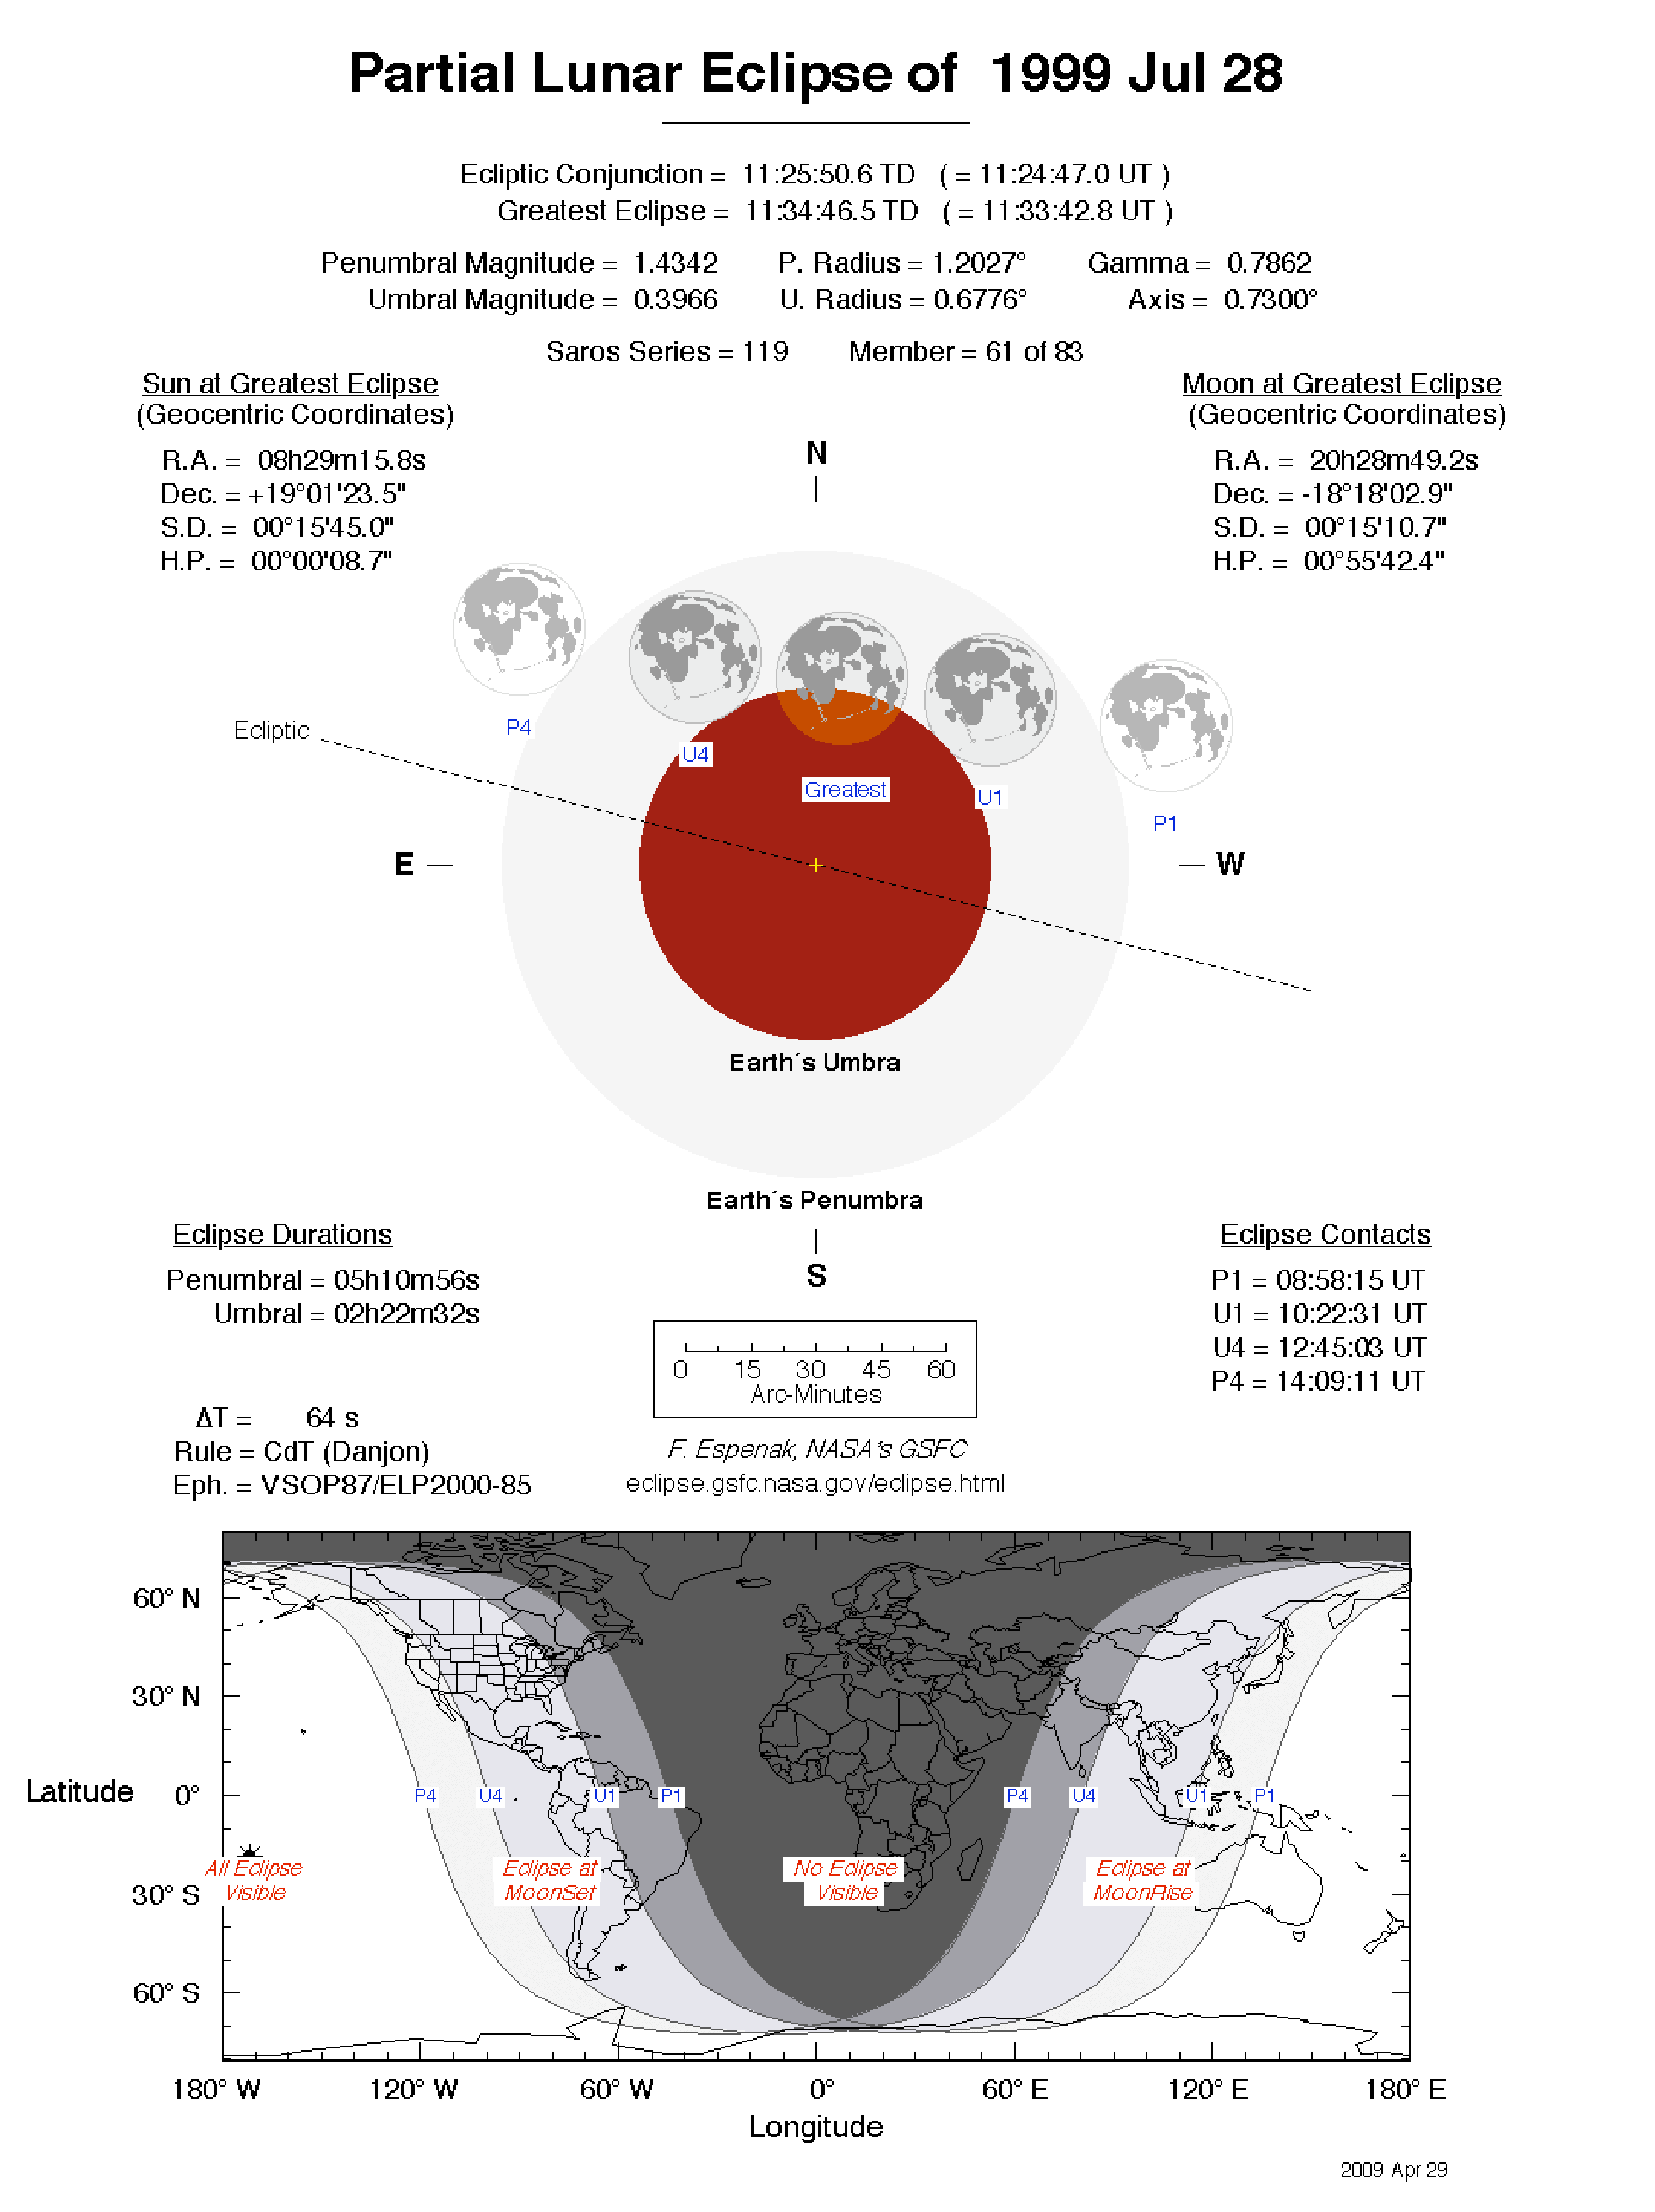 Partial Lunar Eclipse of 1999 Jul 28
Ecliptic Conjunction = 11:25:50.6 TD ( = 11:24:47.0 UT )
Greatest Eclipse = 11:34:46.5 TD ( = 11:33:42.8 UT )
Penumbral Magnitude = 1.4342 P. Radius = 1.2027° Gamma = 0.7862
Umbral Magnitude = 0.3966 U. Radius = 0.6776° Axis = 0.7300°
Saros Series = 119 Member = 61 of 83
Sun at Greatest Eclipse
(Geocentric Coordinates)
R.A. = 08h29m15.8s
Dec. = +19°01'23.5"
S.D. = 00°15'45.0"
H.P. = 00°00'08.7"
Moon at Greatest Eclipse
(Geocentric Coordinates)
R.A. = 20h28m49.2s
Dec. = -18°18'02.9"
S.D. = 00°15'10.7"
H.P. = 00°55'42.4"
N
P4
Ecliptic
U4
Greatest
U1
P1
E
W
Earth´s Umbra
Earth´s Penumbra
S
Eclipse Durations
Penumbral = 05h10m56s
Umbral = 02h22m32s
Eclipse Contacts
P1 = 08:58:15 UT
U1 = 10:22:31 UT
U4 = 12:45:03 UT
P4 = 14:09:11 UT
0 15 30 45 60
Arc-Minutes
ΔT = 64 s
Rule = CdT (Danjon)
Eph. = VSOP87/ELP2000-85
F. Espenak, NASA's GSFC
eclipse.gsfc.nasa.gov/eclipse.html
60° N
30° N
Latitude 0°
30° S
60° S
P4 U4 U1 P1 P4 U4 U1 P1
All Eclipse
Visible
Eclipse at
MoonSet
No Eclipse
Visible
Eclipse at
MoonRise
180° W 120° W 60° W 0° 60° E 120° E 180° E
Longitude
2009 Apr 29